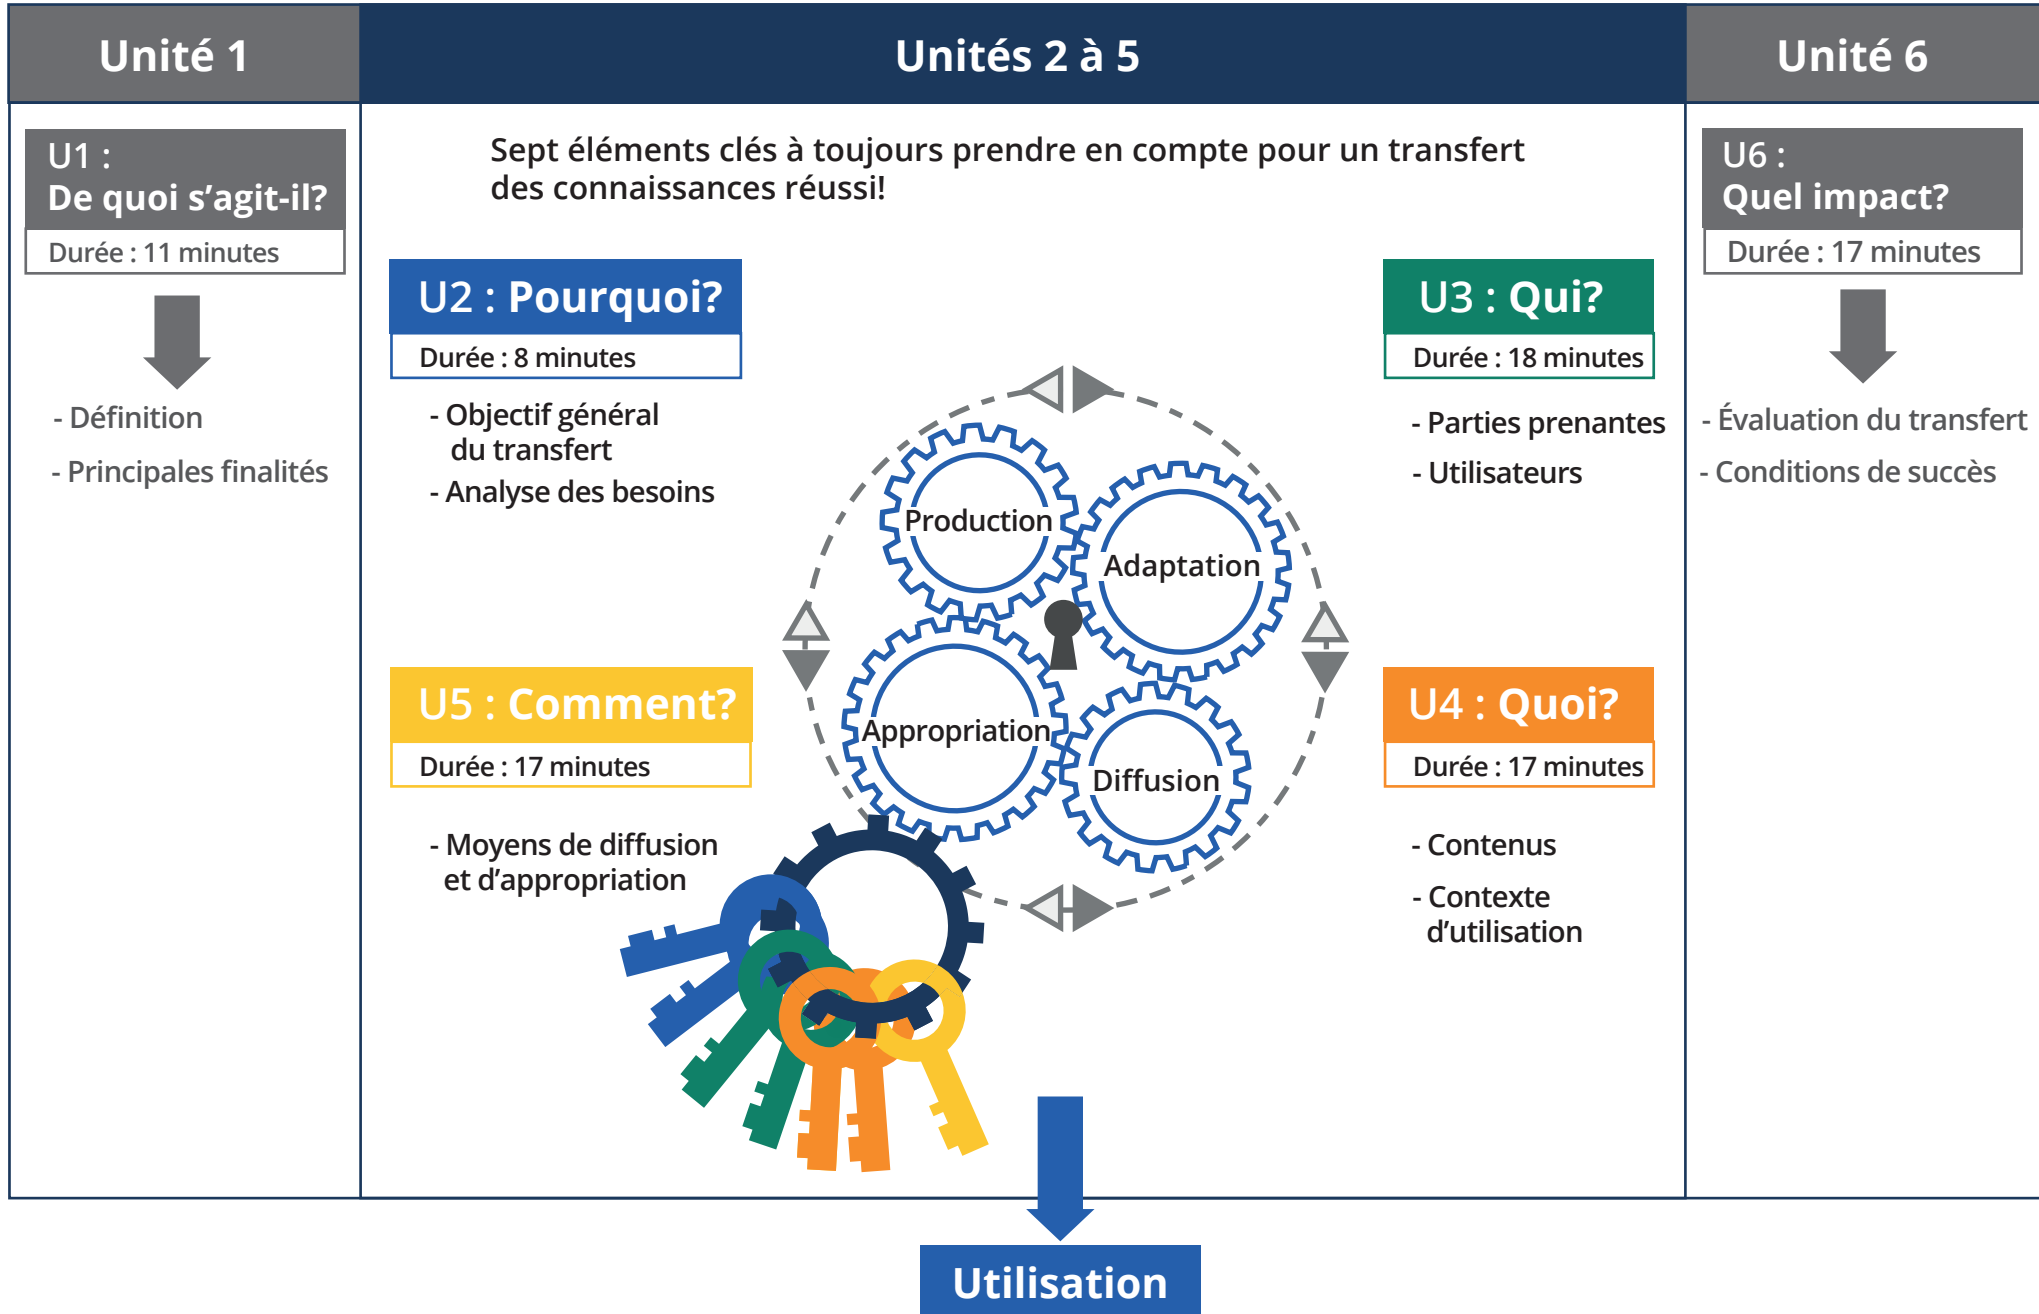 Unité 1
Unités 2 à 5
Unité 6
U1 :
De quoi s’agit-il?
Durée : 11 minutes
- Définition
- Principales finalités
Sept éléments clés à toujours prendre en compte pour un transfert
des connaissances réussi!
U2 : Pourquoi?
Durée : 8 minutes
- Objectif général
du transfert
- Analyse des besoins
U3 : Qui?
Durée : 18 minutes
- Parties prenantes
- Utilisateurs
Production
Adaptation
Appropriation
Diffusion
U5 : Comment?
Durée : 17 minutes
- Moyens de diffusion
et d’appropriation
U4 : Quoi?
Durée : 17 minutes
- Contenus
- Contexte
d’utilisation
U6 :
Quel impact?
Durée : 17 minutes
- Évaluation du transfert
- Conditions de succès
Utilisation